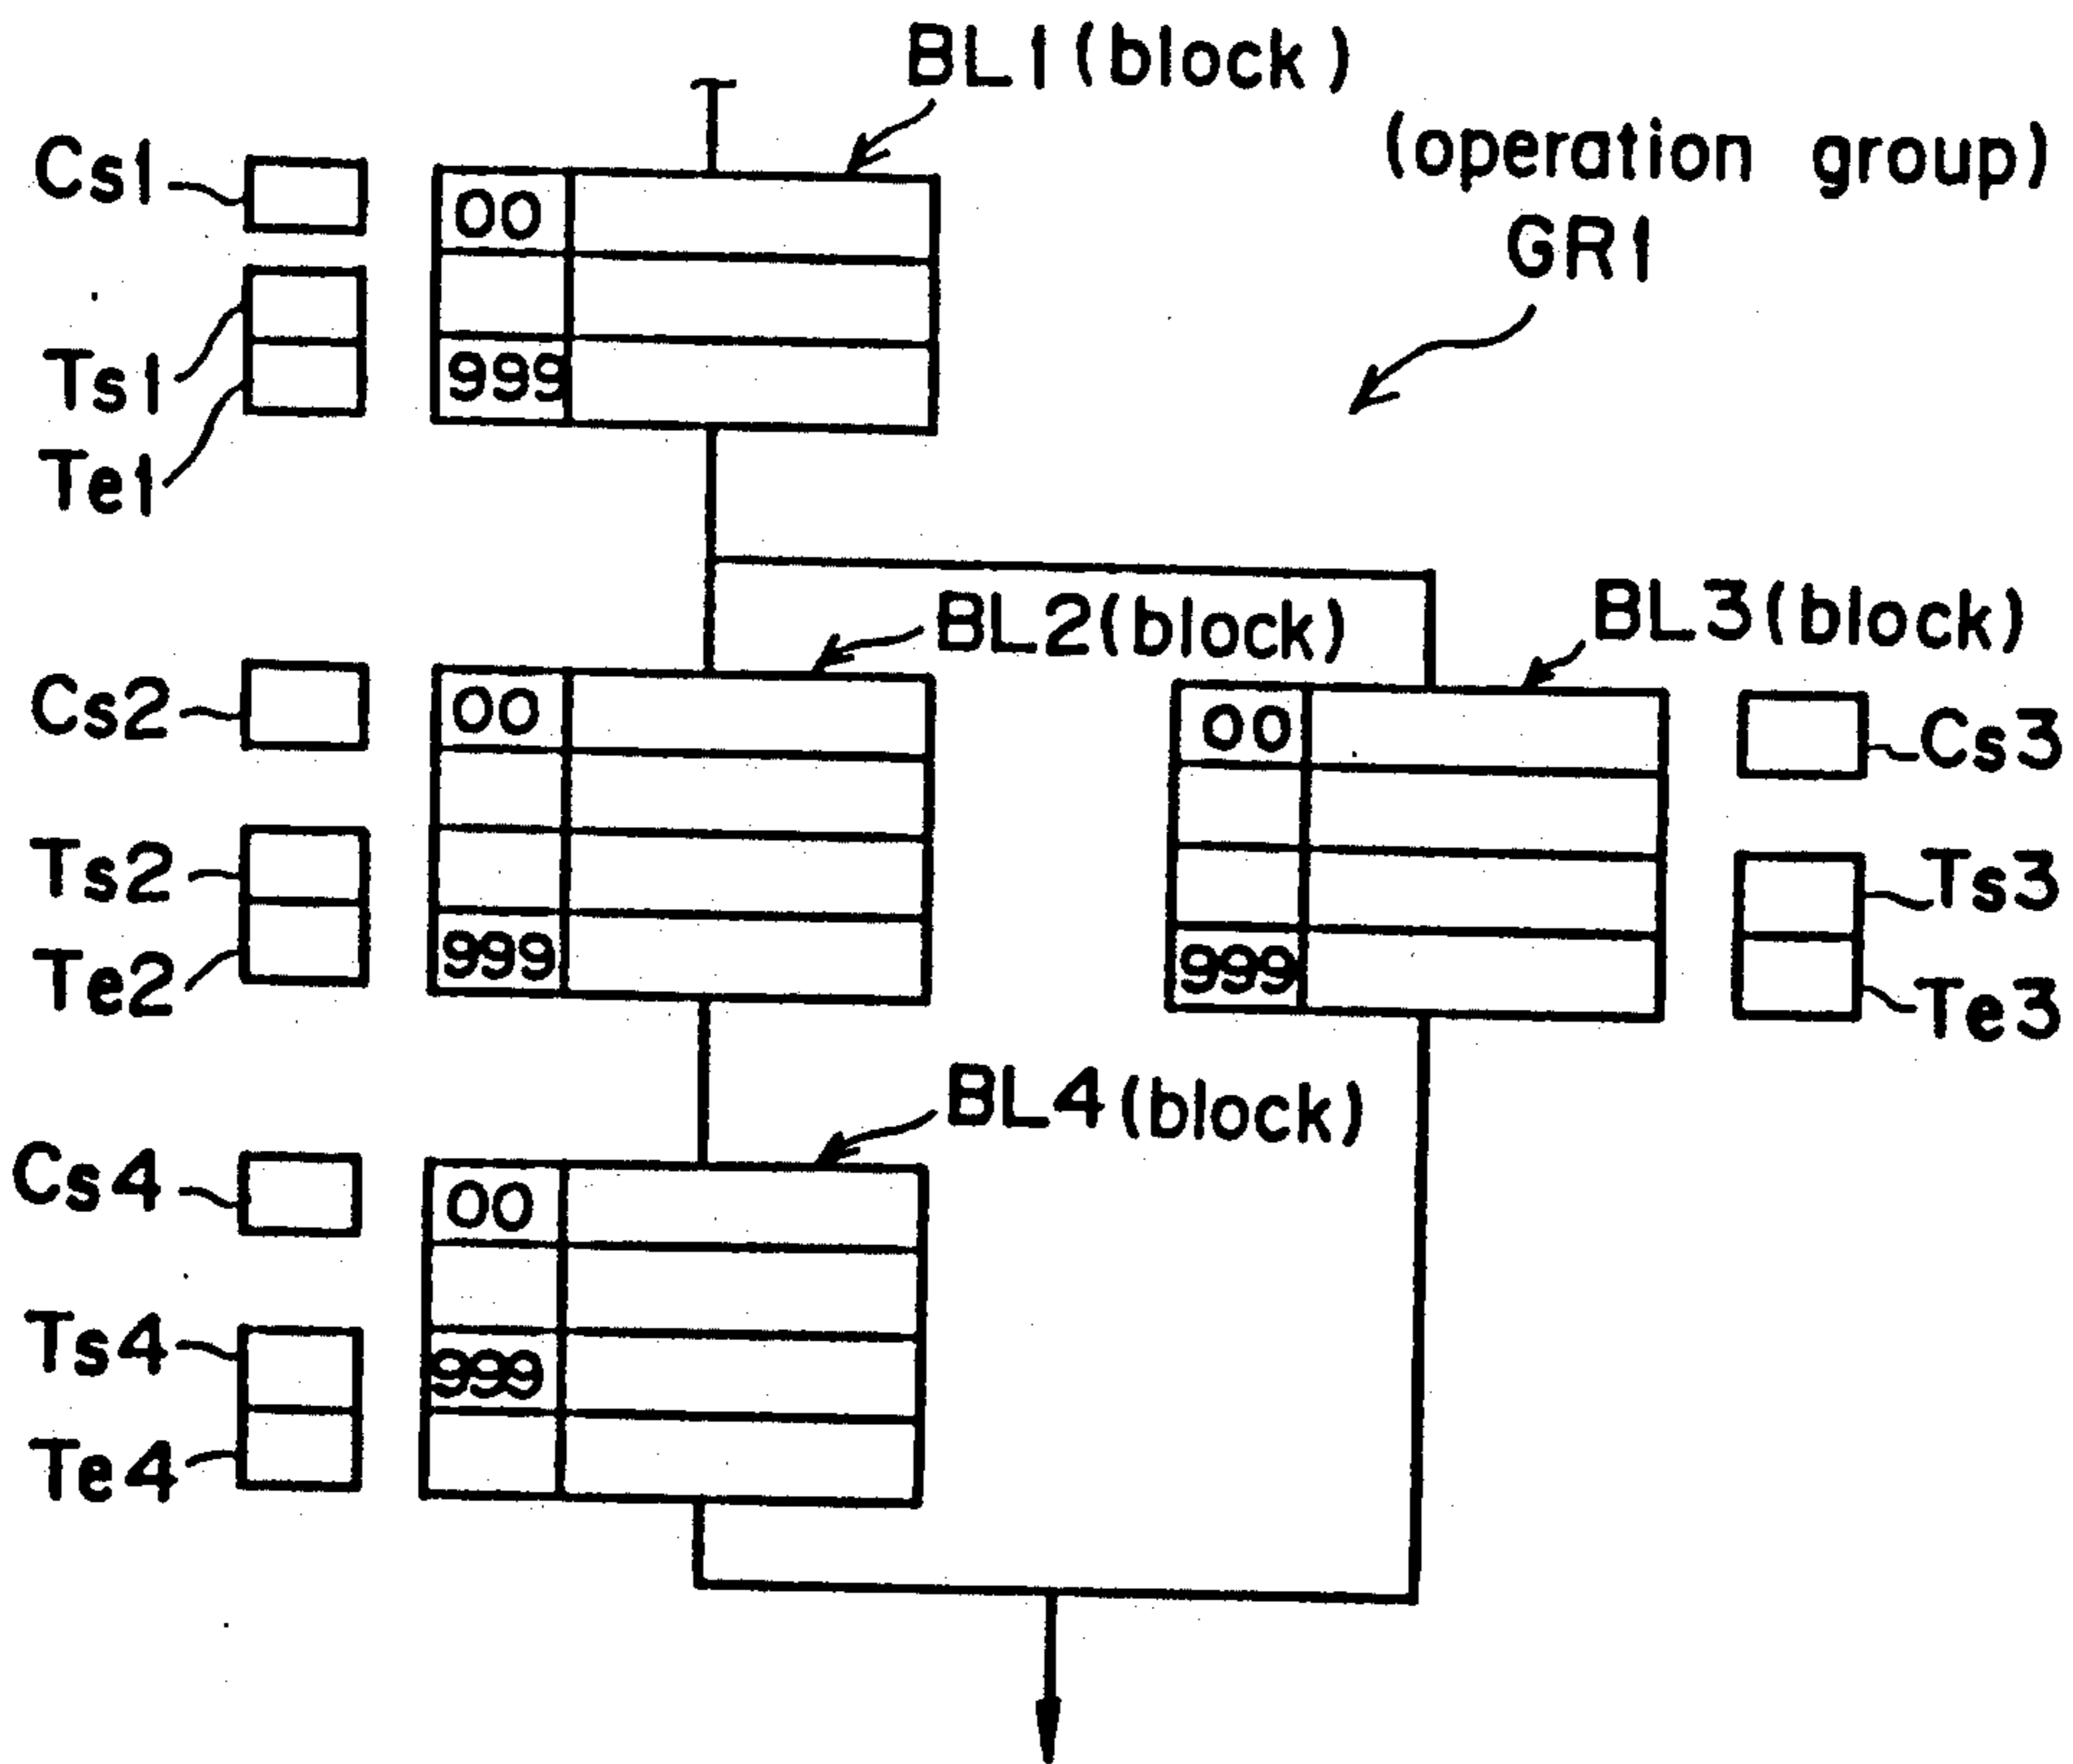 BL1(block)
(operation group)
GR1
Cs1
00
Ts1
999
Te1
BL2(block)
BL3(block)
Cs2
00
00
Cs3
Ts2
Ts3
Te2
999
999
Te3
BL4(block)
Cs4
00
Ts4
999
Te4